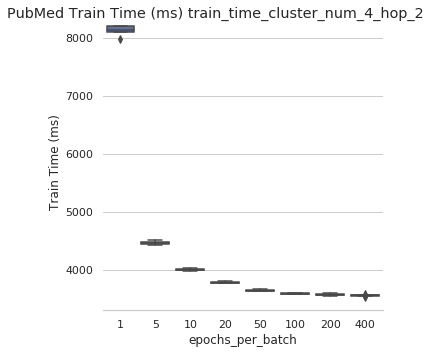 PubMed Train Time (ms) train_time_cluster_num_4_hop_2
8000
7000
6000
5000
4000
Train Time (ms)
1 5 10 20 50 100 200 400
epochs_per_batch